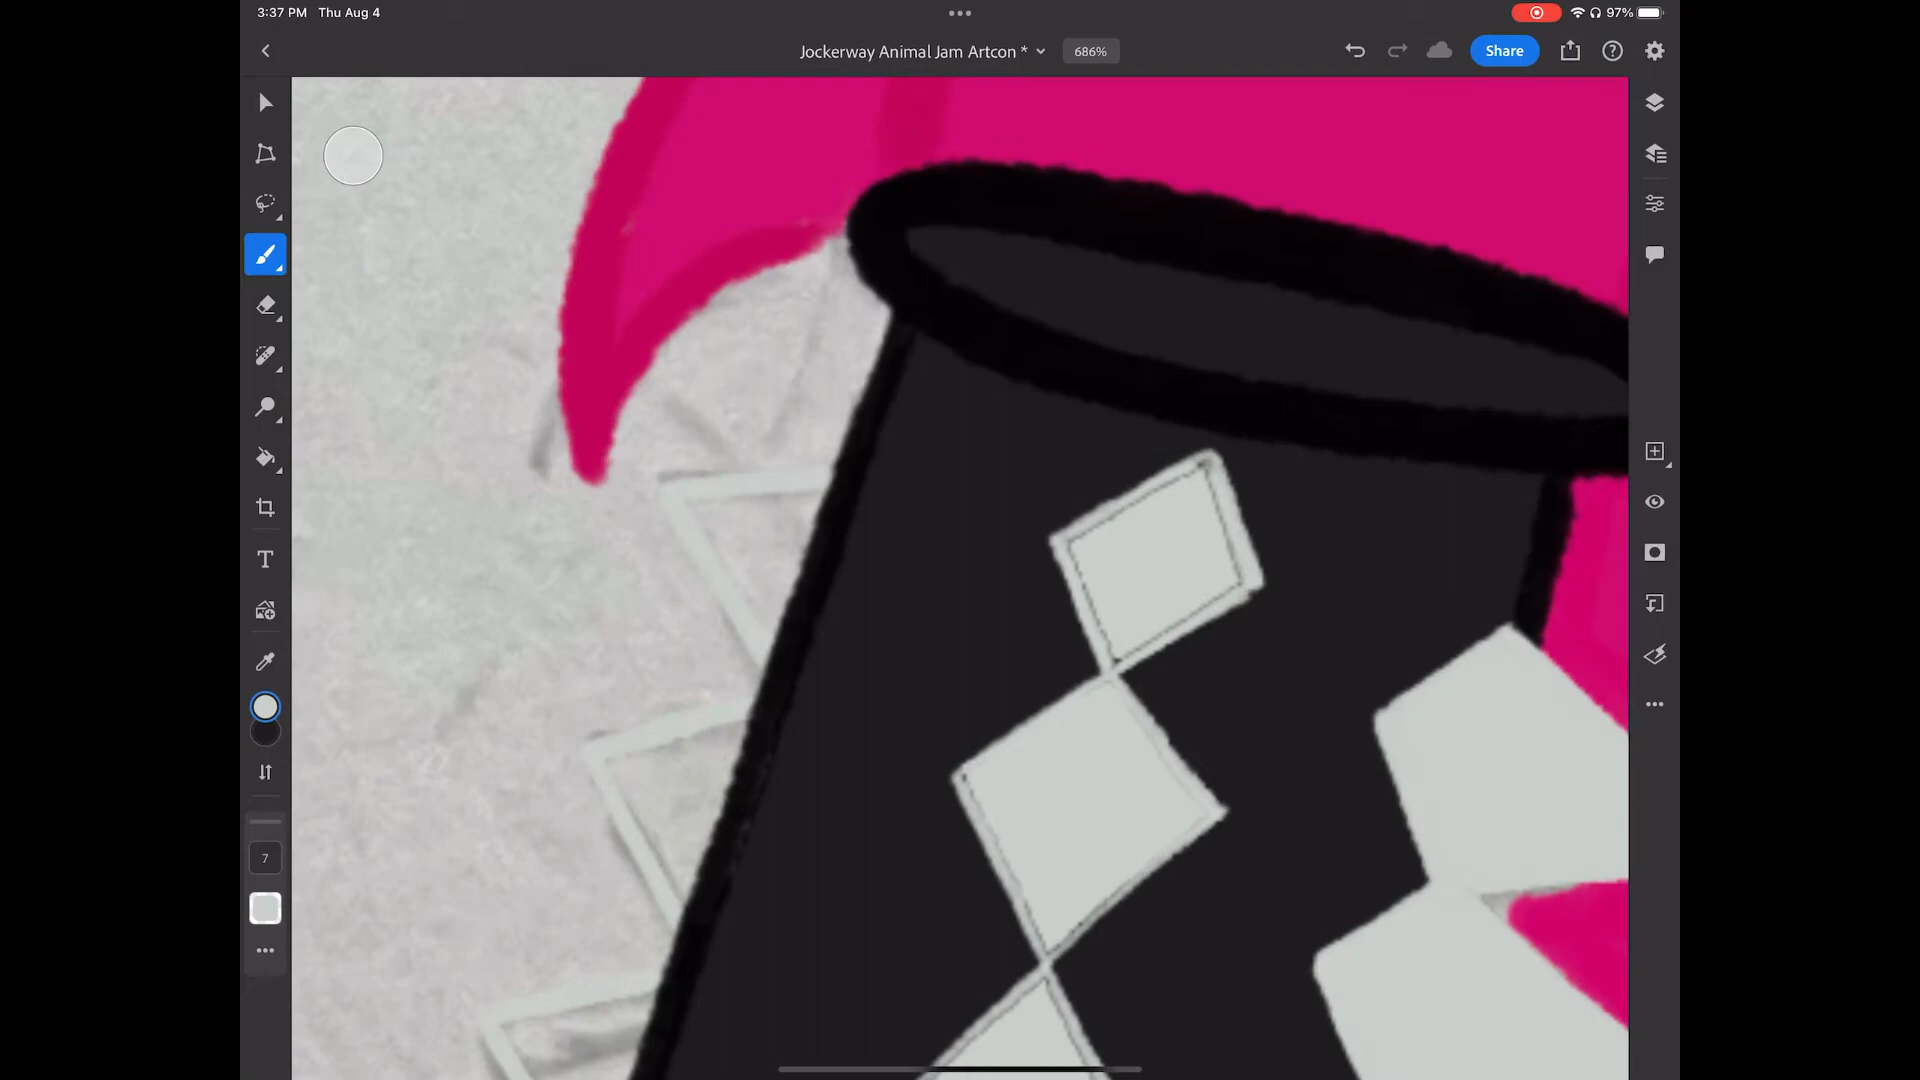 3:37 PM Thu Aug 4
97%
Jockerway Animal Jam Artcon *
686%
Share
T
7